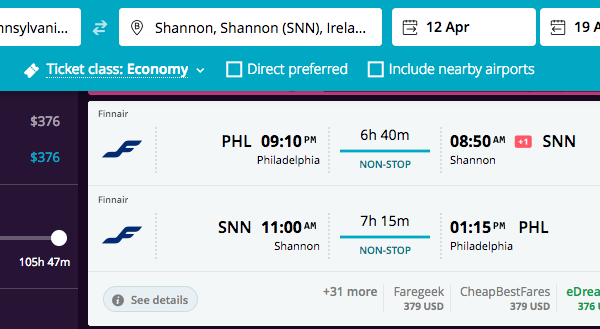 nnsylvani... Shannon, Shannon (SNN), Irela... 12 Apr 19 A
Ticket class: Economy Direct preferred Include nearby airports
$376
$376
105h 47m
Finnair
PHL 09:10 PM 6h 40m 08:50 AM +1 SNN
Philadelphia NON-STOP Shannon
Finnair
SNN 11:00 AM 7h 15m 01:15 PM PHL
Shannon NON-STOP Philadelphia
See details +31 more Faregeek CheapBestFares eDrea
379 USD 379 USD 376 U